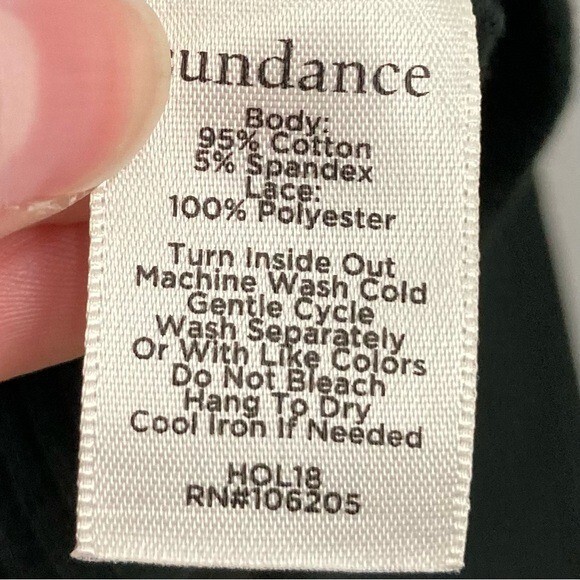 undance
Body:
95% Cotton
5% Spandex
Lace:
100% Polyester
Turn Inside Out
Machine Wash Cold
Gentle Cycle
Wash Separately
Or With Like Colors
Do Not Bleach
Hang To Dry
Cool Iron If Needed
HOL18
RN#106205